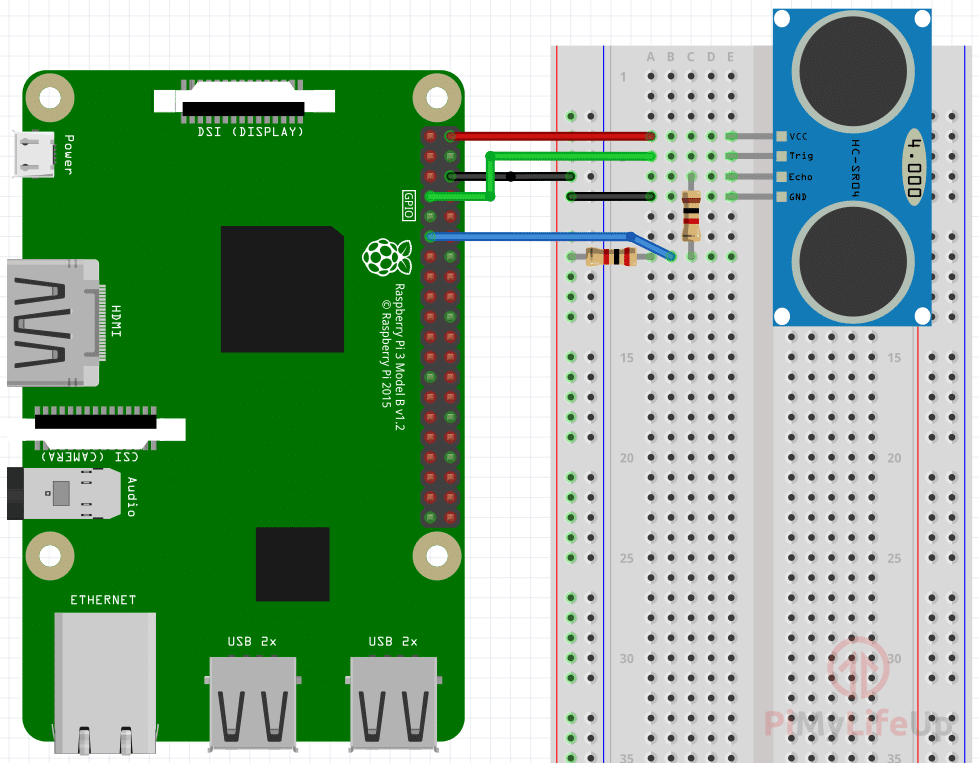 DSI (DISPLAY)
Power
GPIO
HDMI
Raspberry Pi 3 Model B v1.2
© Raspberry Pi 2015
CSI (CAMERA)
Audio
ETHERNET
USB 2x
USB 2x
A B C D E
1
15 15
20 20
25 25
30 30
35 35
VCC
Trig
Echo
GND
HC-SR04
4.000
PiMyLifeUp